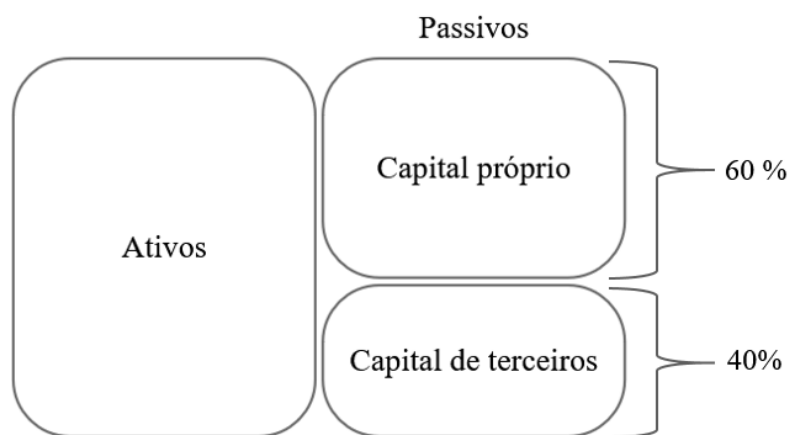 Passivos
Ativos
Capital próprio
60 %
Capital de terceiros
40%